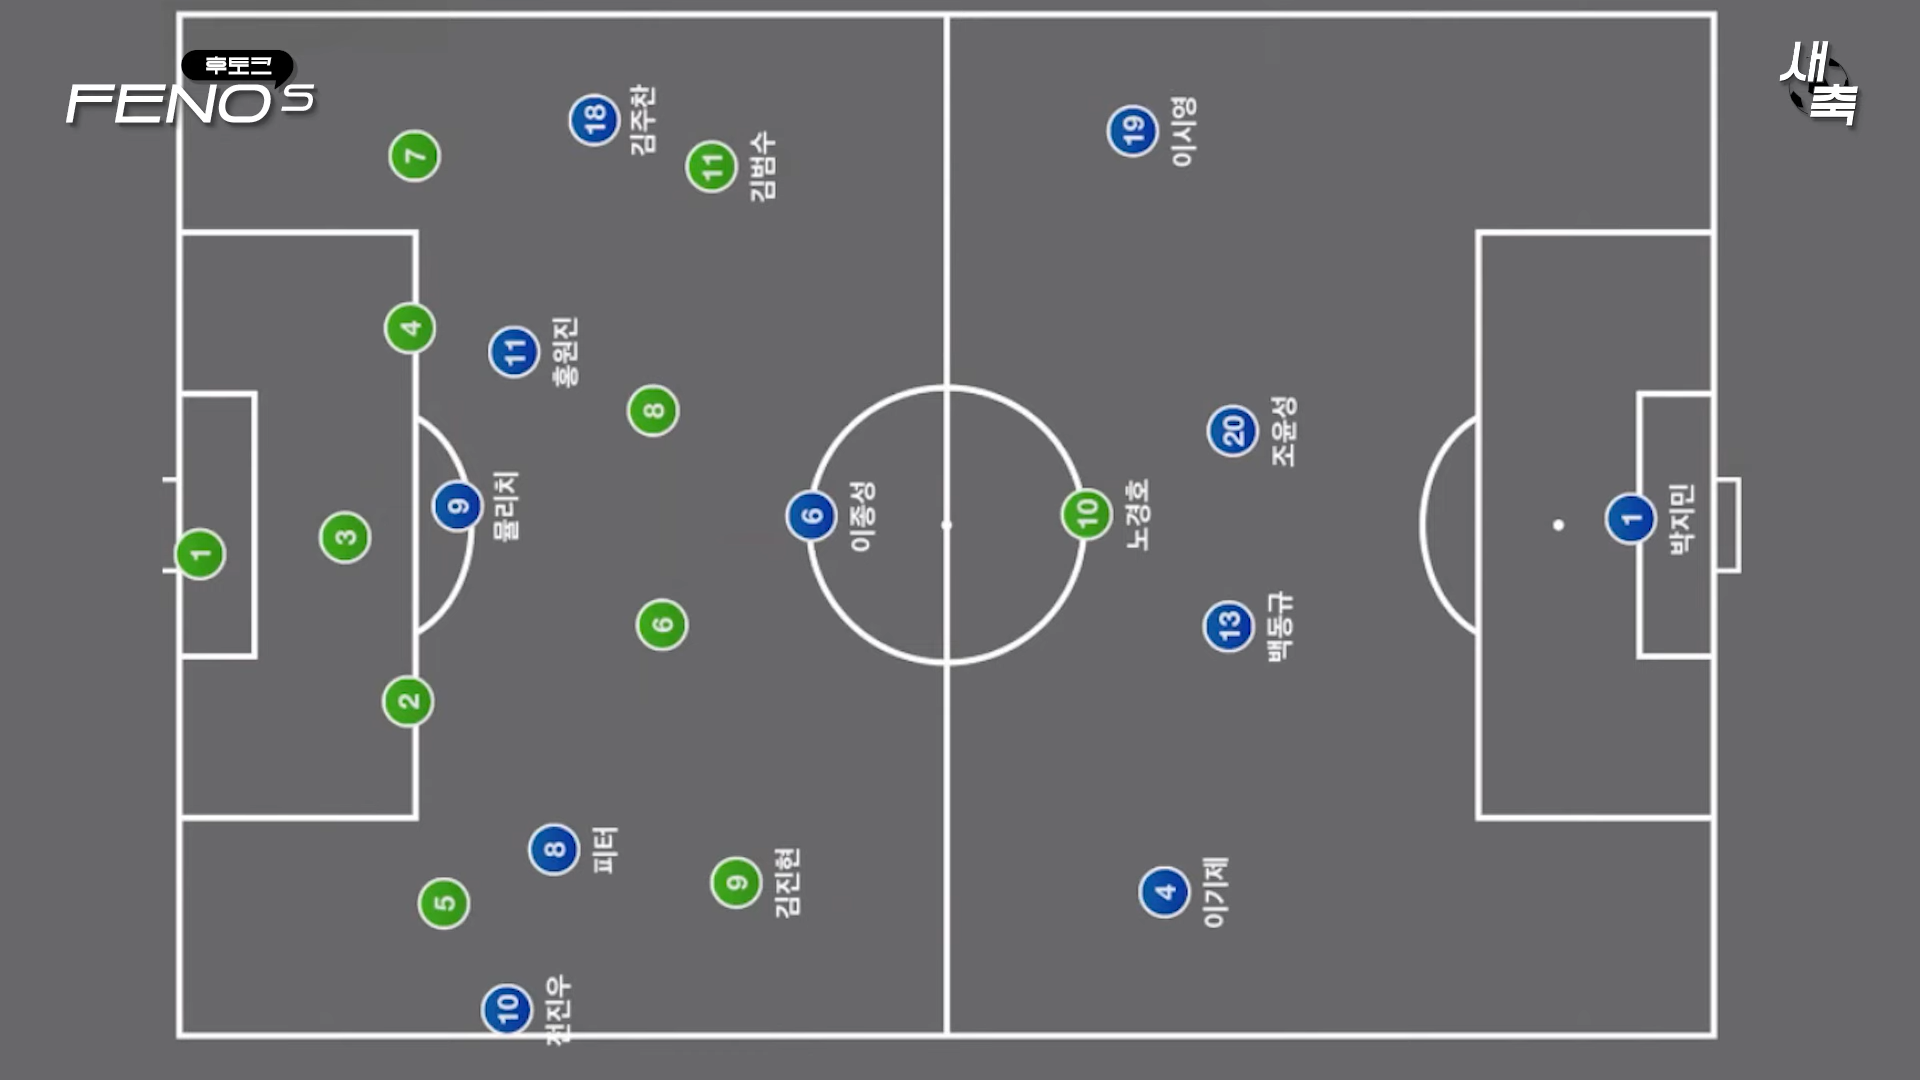 후토크
FENOS
새축
7
18
김주찬
11
김범수
19
이시영
4
11
홍원진
8
20
조윤성
1
3
9
뮬리치
6
이종성
10
노경호
1
박지민
6
13
백동규
2
8
피터
5
9
김진현
4
이기제
10
전진우